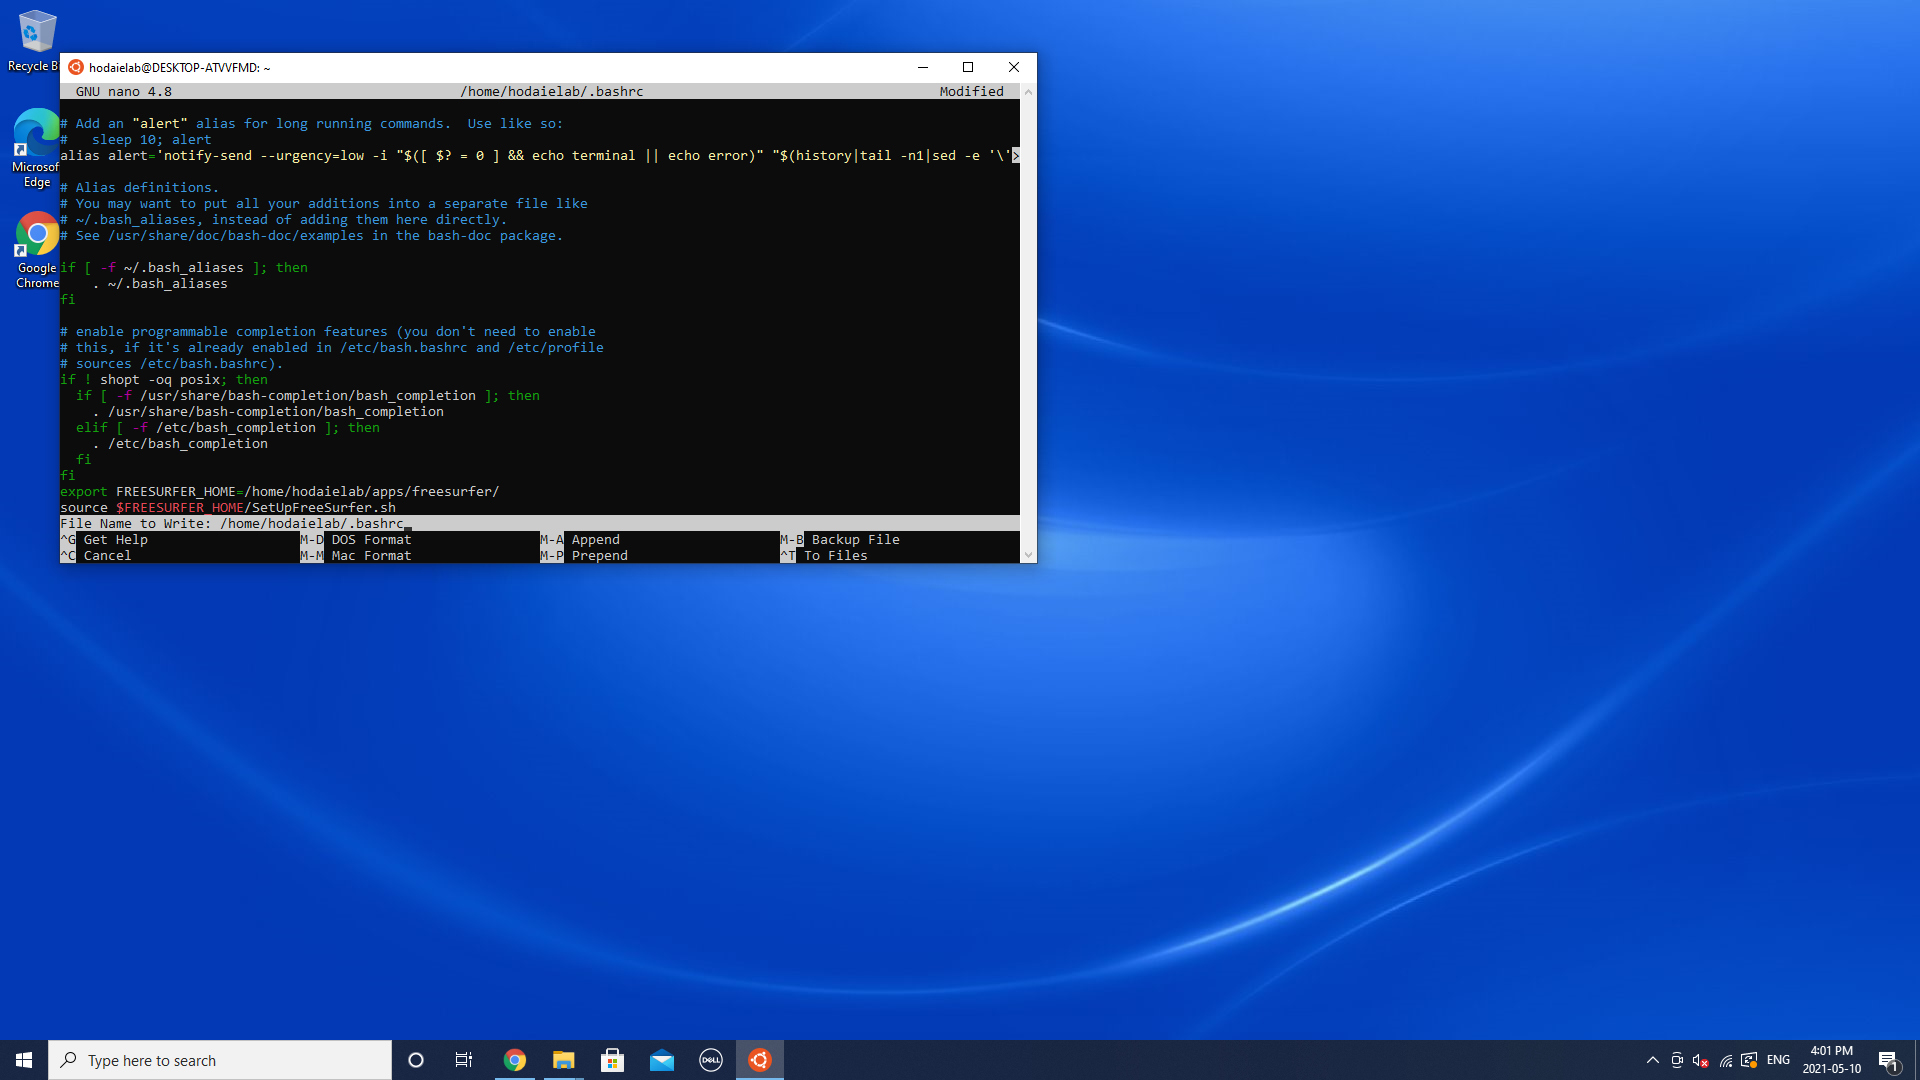 Recycle B
Microsof
Edge
Google
Chrome
hodaielab@DESKTOP-ATVVFMD: ~
GNU nano 4.8 /home/hodaielab/.bashrc Modified
# Add an "alert" alias for long running commands.  Use like so:
#   sleep 10; alert
alias alert='notify-send --urgency=low -i "$([ $? = 0 ] && echo terminal || echo error)" "$(history|tail -n1|sed -e '\'>
# Alias definitions.
# You may want to put all your additions into a separate file like
# ~/.bash_aliases, instead of adding them here directly.
# See /usr/share/doc/bash-doc/examples in the bash-doc package.
if [ -f ~/.bash_aliases ]; then
    . ~/.bash_aliases
fi
# enable programmable completion features (you don't need to enable
# this, if it's already enabled in /etc/bash.bashrc and /etc/profile
# sources /etc/bash.bashrc).
if ! shopt -oq posix; then
  if [ -f /usr/share/bash-completion/bash_completion ]; then
    . /usr/share/bash-completion/bash_completion
  elif [ -f /etc/bash_completion ]; then
    . /etc/bash_completion
  fi
fi
export FREESURFER_HOME=/home/hodaielab/apps/freesurfer/
source $FREESURFER_HOME/SetUpFreeSurfer.sh
File Name to Write: /home/hodaielab/.bashrc
^G Get Help M-D DOS Format M-A Append M-B Backup File
^C Cancel M-M Mac Format M-P Prepend ^T To Files
Type here to search
DELL
ENG
4:01 PM
2021-05-10
1